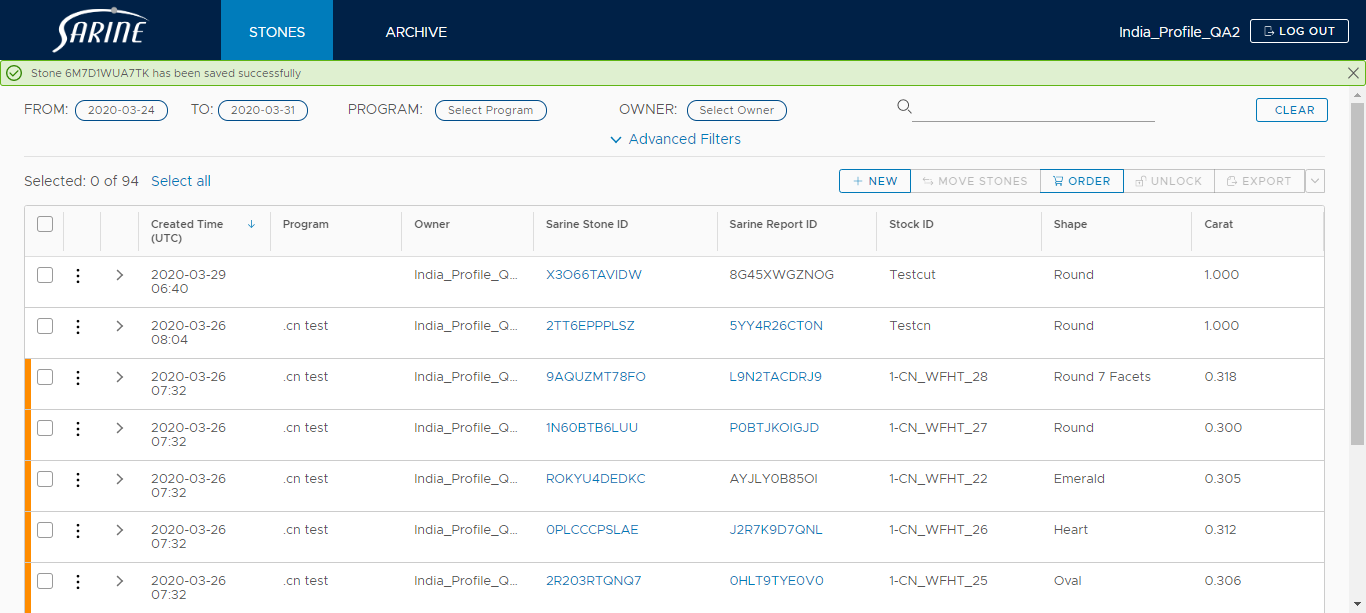 SARINE
STONES
ARCHIVE
India_Profile_QA2
LOG OUT
Stone 6M7D1WUA7TK has been saved successfully
FROM: 2020-03-24 TO: 2020-03-31 PROGRAM: Select Program OWNER: Select Owner CLEAR
Advanced Filters
Selected: 0 of 94 Select all + NEW MOVE STONES ORDER UNLOCK EXPORT
Created Time (UTC) Program Owner Sarine Stone ID Sarine Report ID Stock ID Shape Carat
2020-03-29 06:40 India_Profile_Q... X3O66TAVIDW 8G45XWGZNOG Testcut Round 1.000
2020-03-26 08:04 .cn test India_Profile_Q... 2TT6EPPPLSZ 5YY4R26CT0N Testcn Round 1.000
2020-03-26 07:32 .cn test India_Profile_Q... 9AQUZMT78FO L9N2TACDRJ9 1-CN_WFHT_28 Round 7 Facets 0.318
2020-03-26 07:32 .cn test India_Profile_Q... 1N60BTB6LUU P0BTJKOIGJD 1-CN_WFHT_27 Round 0.300
2020-03-26 07:32 .cn test India_Profile_Q... ROKYU4DEDKC AYJLY0B85OI 1-CN_WFHT_22 Emerald 0.305
2020-03-26 07:32 .cn test India_Profile_Q... 0PLCCCPSLAE J2R7K9D7QNL 1-CN_WFHT_26 Heart 0.312
2020-03-26 07:32 .cn test India_Profile_Q... 2R203RTQNQ7 0HLT9TYE0V0 1-CN_WFHT_25 Oval 0.306